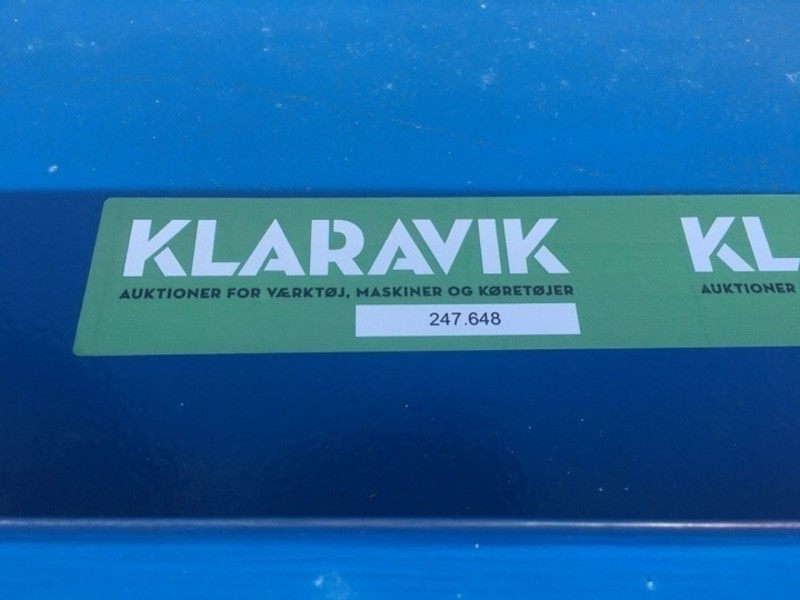 KLARAVIK
AUKTIONER FOR VÆRKTØJ, MASKINER OG KØRETØJER
247.648
KL
AUKTIONER